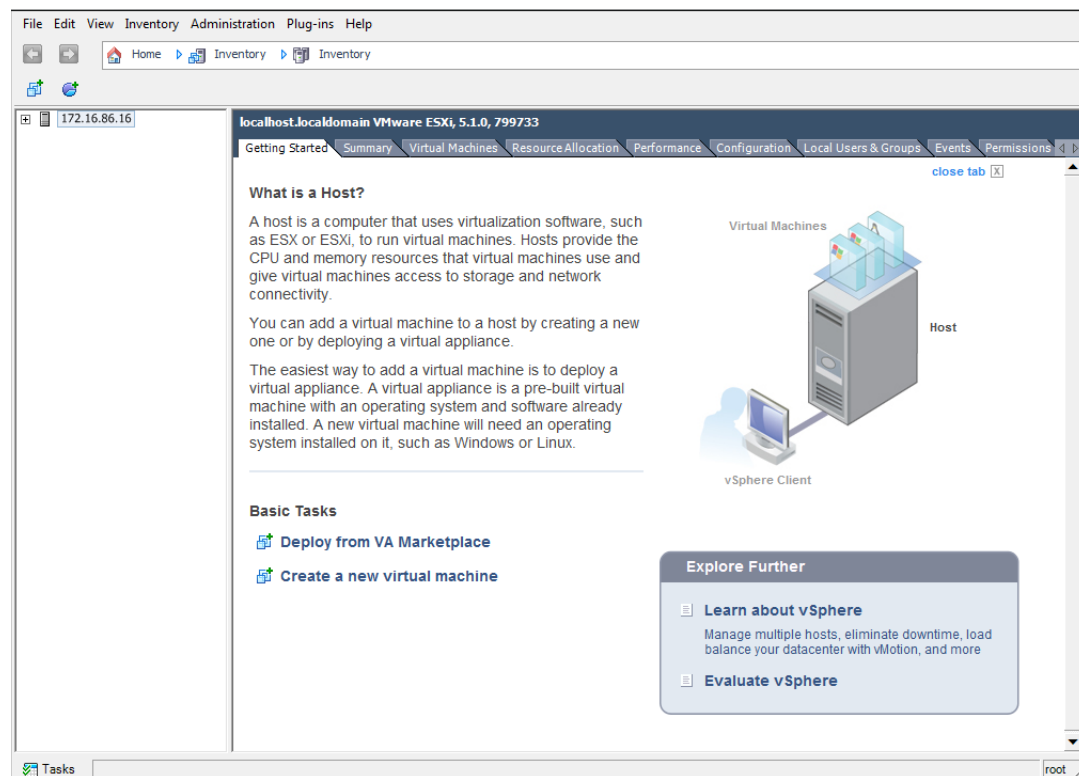 File Edit View Inventory Administration Plug-ins Help
Home Inventory Inventory
172.16.86.16
localhost.localdomain VMware ESXi, 5.1.0, 799733
Getting Started Summary Virtual Machines Resource Allocation Performance Configuration Local Users & Groups Events Permissions
close tab X
What is a Host?
A host is a computer that uses virtualization software, such
as ESX or ESXi, to run virtual machines. Hosts provide the
CPU and memory resources that virtual machines use and
give virtual machines access to storage and network
connectivity.
You can add a virtual machine to a host by creating a new
one or by deploying a virtual appliance.
The easiest way to add a virtual machine is to deploy a
virtual appliance. A virtual appliance is a pre-built virtual
machine with an operating system and software already
installed. A new virtual machine will need an operating
system installed on it, such as Windows or Linux.
Virtual Machines
Host
vSphere Client
Basic Tasks
Deploy from VA Marketplace
Create a new virtual machine
Explore Further
Learn about vSphere
Manage multiple hosts, eliminate downtime, load
balance your datacenter with vMotion, and more
Evaluate vSphere
Tasks
root